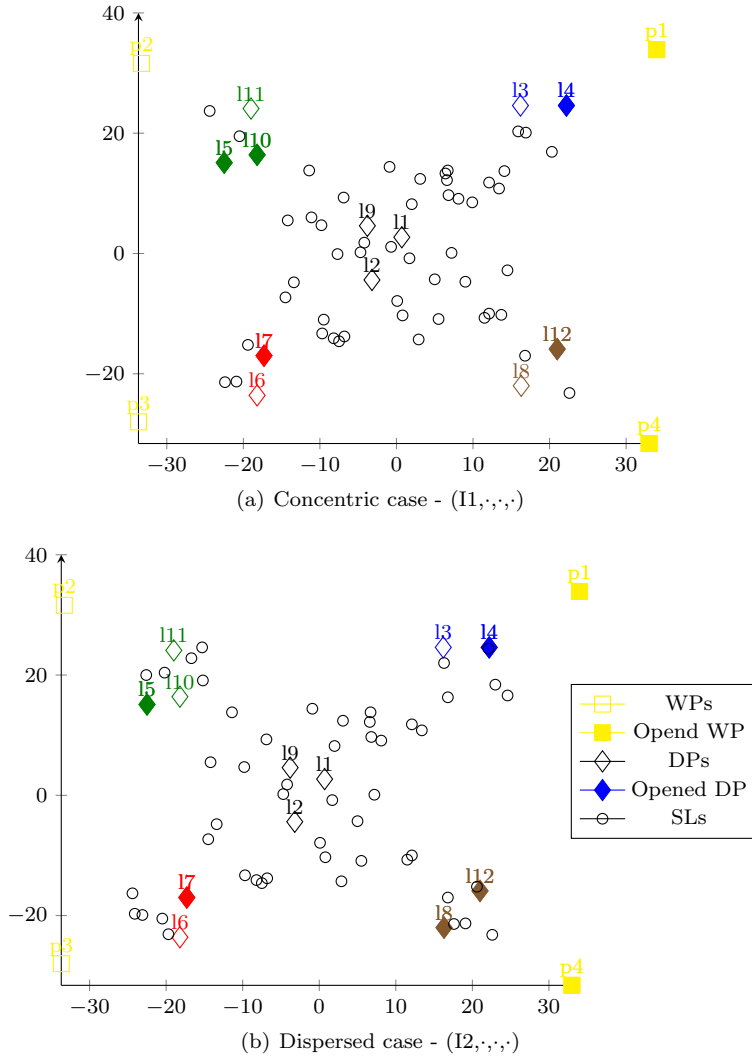 40
p2
p1
l11
l3
l4
20
l10
l5
l9
l1
0
l2
l7
l12
−20
l6
l8
p3
p4
−30 −20 −10 0 10 20 30
(a) Concentric case - (I1,·,·,·)
40
p2
p1
l11
l3
l4
20
l5
l10
l9
l1
0
l2
l7
l12
−20
l6
l8
p3
p4
−30 −20 −10 0 10 20 30
WPs
Opend WP
DPs
Opened DP
SLs
(b) Dispersed case - (I2,·,·,·)